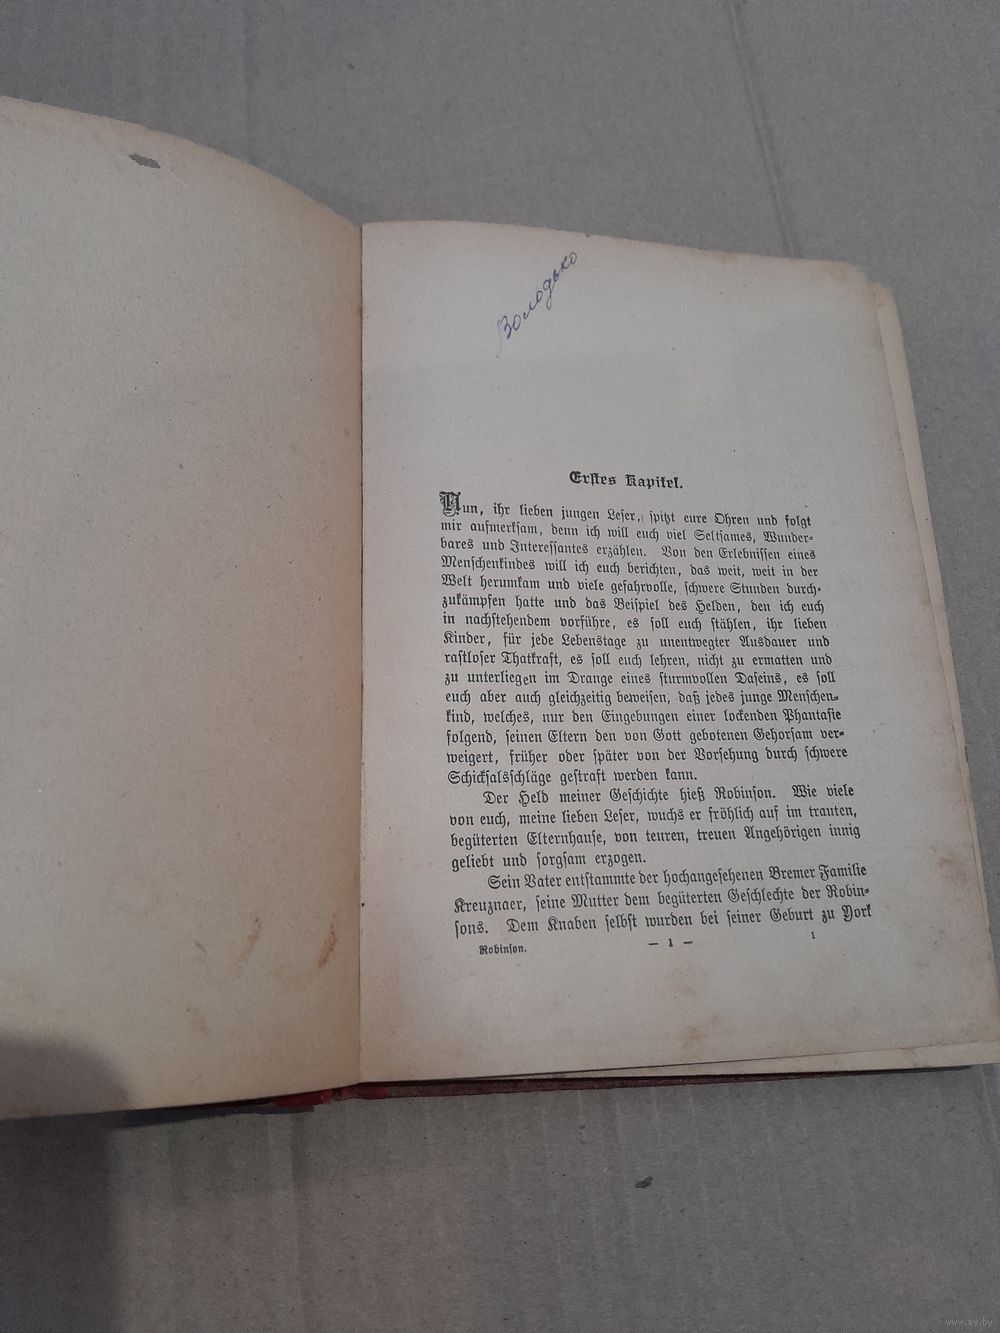 Володько
Erstes Kapitel.
Nun, ihr lieben jungen Leser, spitzt eure Ohren und folgt
mir aufmerksam, denn ich will euch viel Seltsames, Wunder-
bares und Interessantes erzählen. Von den Erlebnissen eines
Menschenkindes will ich euch berichten, das weit, weit in der
Welt herumkam und viele gefahrvolle, schwere Stunden durch-
zukämpfen hatte und das Beispiel des Helden, den ich euch
in nachstehendem vorführe, es soll euch stählen, ihr lieben
Kinder, für jede Lebenstage zu unentwegter Ausdauer und
rastloser Thatkraft, es soll euch lehren, nicht zu ermatten und
zu unterliegen im Drange eines sturmvollen Daseins, es soll
euch aber auch gleichzeitig beweisen, daß jedes junge Menschen-
kind, welches, nur den Eingebungen einer lockenden Phantasie
folgend, seinen Eltern den von Gott gebotenen Gehorsam ver-
weigert, früher oder später von der Vorsehung durch schwere
Schicksalsschläge gestraft werden kann.
Der Held meiner Geschichte hieß Robinson. Wie viele
von euch, meine lieben Leser, wuchs er fröhlich auf im trauten,
begüterten Elternhause, von teuren, treuen Angehörigen innig
geliebt und sorgsam erzogen.
Sein Vater entstammte der hochangesehenen Bremer Familie
Kreuznaer, seine Mutter dem begüterten Geschlechte der Robin-
sons. Dem Knaben selbst wurden bei seiner Geburt zu York
Robinson. — 1 — 1
www.ay.by